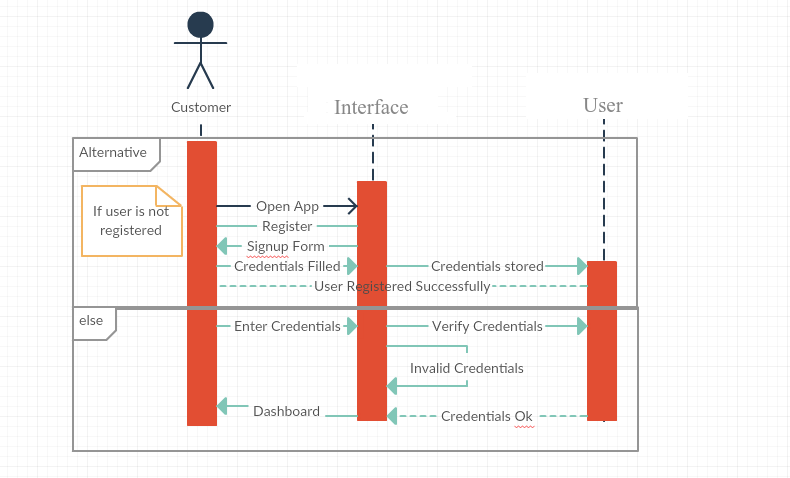 Customer
Interface
User
Alternative
If user is not
registered
Open App
Register
Signup Form
Credentials Filled
Credentials stored
User Registered Successfully
else
Enter Credentials
Verify Credentials
Invalid Credentials
Dashboard
Credentials Ok